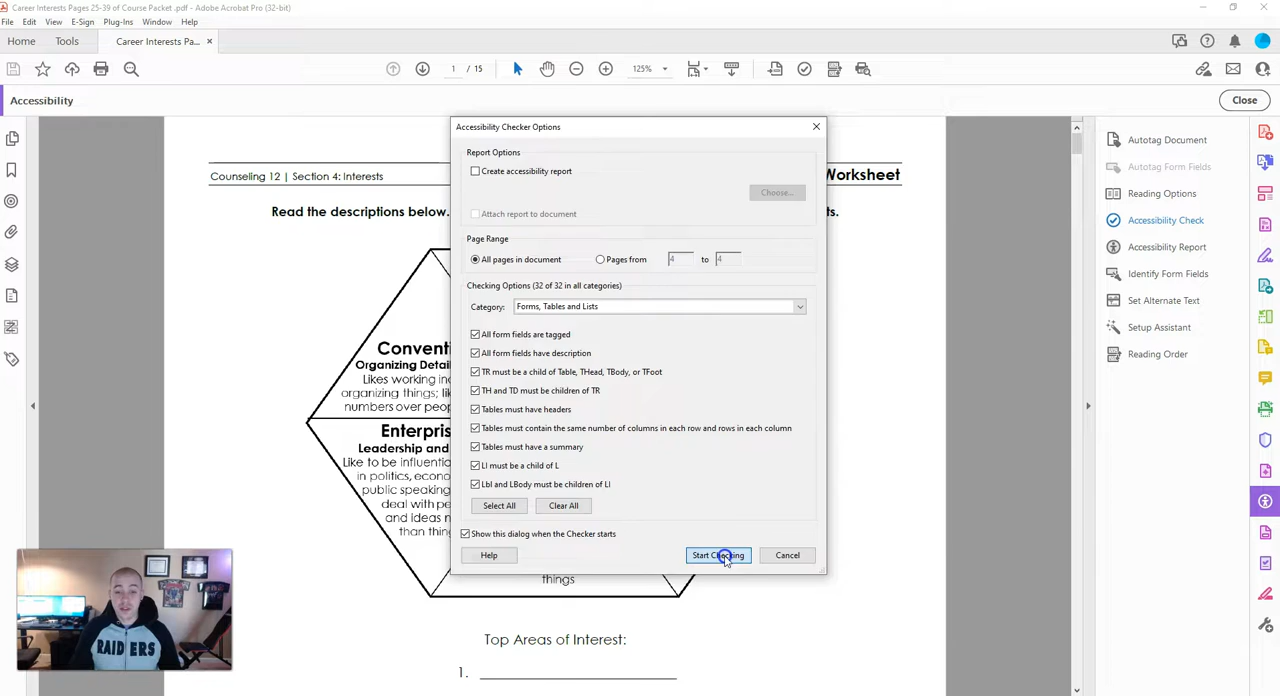 Career Interests Pages 25-39 of Course Packet .pdf - Adobe Acrobat Pro (32-bit)
File Edit View E-Sign Plug-Ins Window Help
Home Tools Career Interests Pa... ×
1 / 15 125%
Accessibility Close
Accessibility Checker Options
Report Options
Create accessibility report
Choose...
Attach report to document
Page Range
All pages in document Pages from 4 to 4
Checking Options (32 of 32 in all categories)
Category: Forms, Tables and Lists
All form fields are tagged
All form fields have description
TR must be a child of Table, THead, TBody, or TFoot
TH and TD must be children of TR
Tables must have headers
Tables must contain the same number of columns in each row and rows in each column
Tables must have a summary
LI must be a child of L
Lbl and LBody must be children of LI
Select All Clear All
Show this dialog when the Checker starts
Help Start Checking Cancel
Counseling 12 | Section 4: Interests Worksheet
Read the descriptions below. ts.
Conventi
Organizing Detai
Likes working in
organizing things; li
numbers over peo
Enterpris
Leadership and
Like to be influentia
in politics, econo
public speaking
deal with pe
and ideas r
than thin
things
Top Areas of Interest:
1.
Autotag Document
Autotag Form Fields
Reading Options
Accessibility Check
Accessibility Report
Identify Form Fields
Set Alternate Text
Setup Assistant
Reading Order
RAIDERS